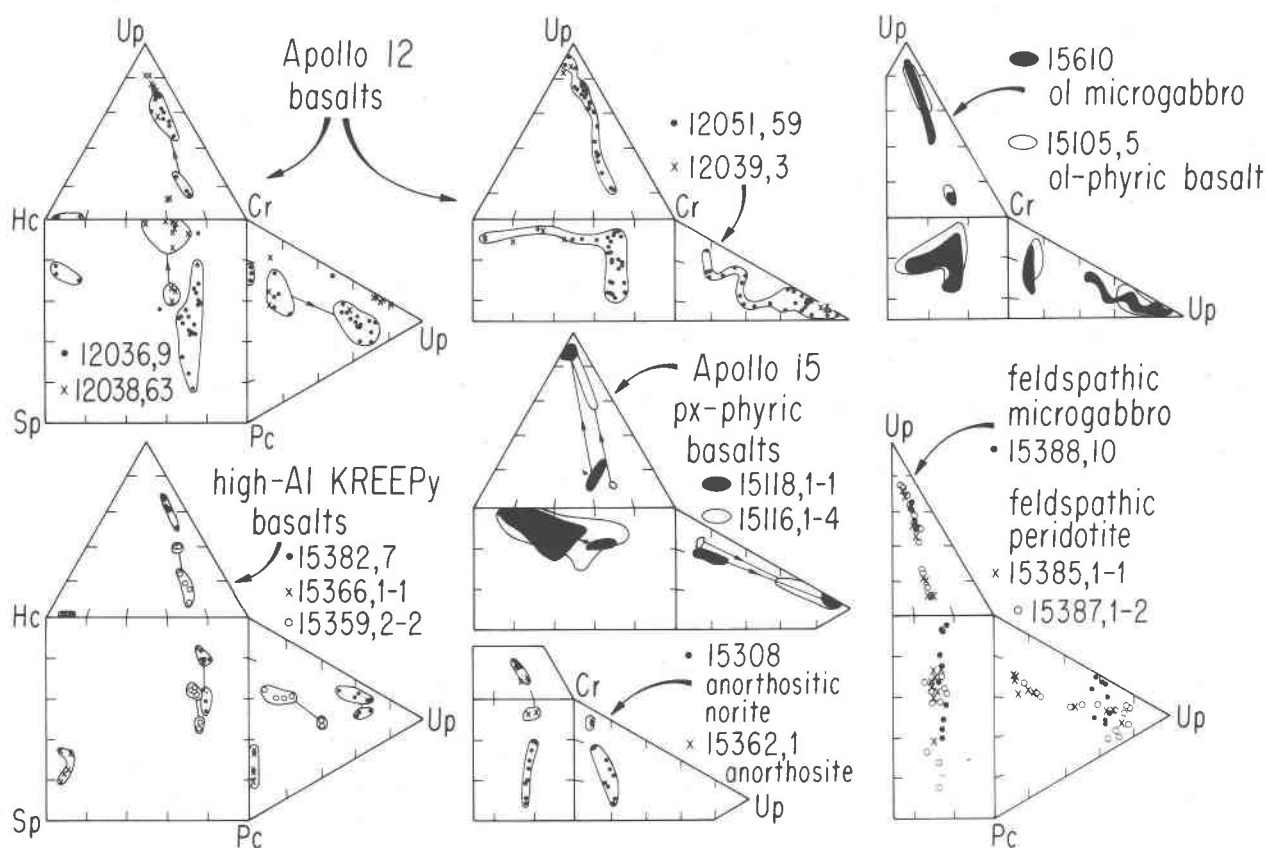 Up
Apollo 12
basalts
Hc
Cr
• 12036,9
× 12038,63
Up
Sp
Pc
Up
• 12051,59
× 12039,3
Cr
Up
15610
ol microgabbro
15105,5
ol-phyric basalt
Cr
Up
high-Al KREEPy
basalts
• 15382,7
× 15366,1-1
o 15359,2-2
Hc
Up
Sp
Pc
Apollo 15
px-phyric
basalts
15118,1-1
15116,1-4
Cr
• 15308
anorthositic
norite
× 15362,1
anorthosite
Up
feldspathic
microgabbro
Up
• 15388,10
feldspathic
peridotite
× 15385,1-1
o 15387,1-2
Up
Pc